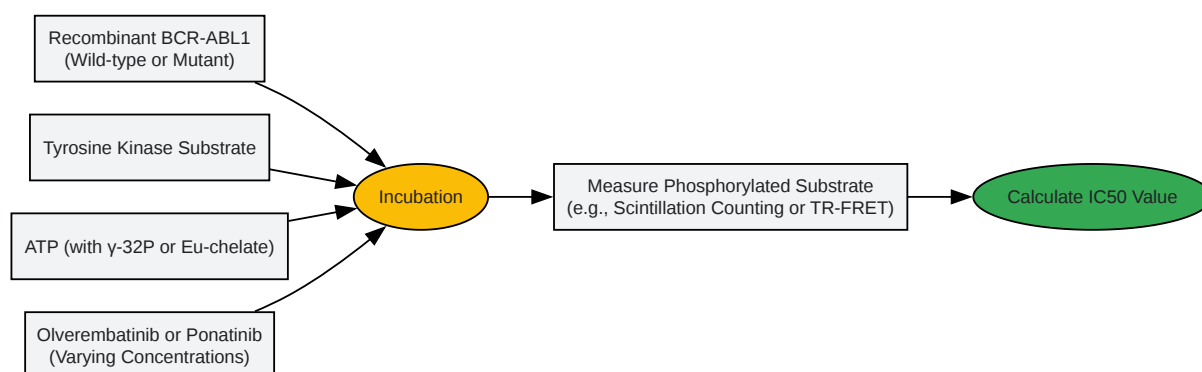 Recombinant BCR-ABL1
(Wild-type or Mutant)
Tyrosine Kinase Substrate
ATP (with γ-32P or Eu-chelate)
Olverembatinib or Ponatinib
(Varying Concentrations)
Incubation
Measure Phosphorylated Substrate
(e.g., Scintillation Counting or TR-FRET)
Calculate IC50 Value